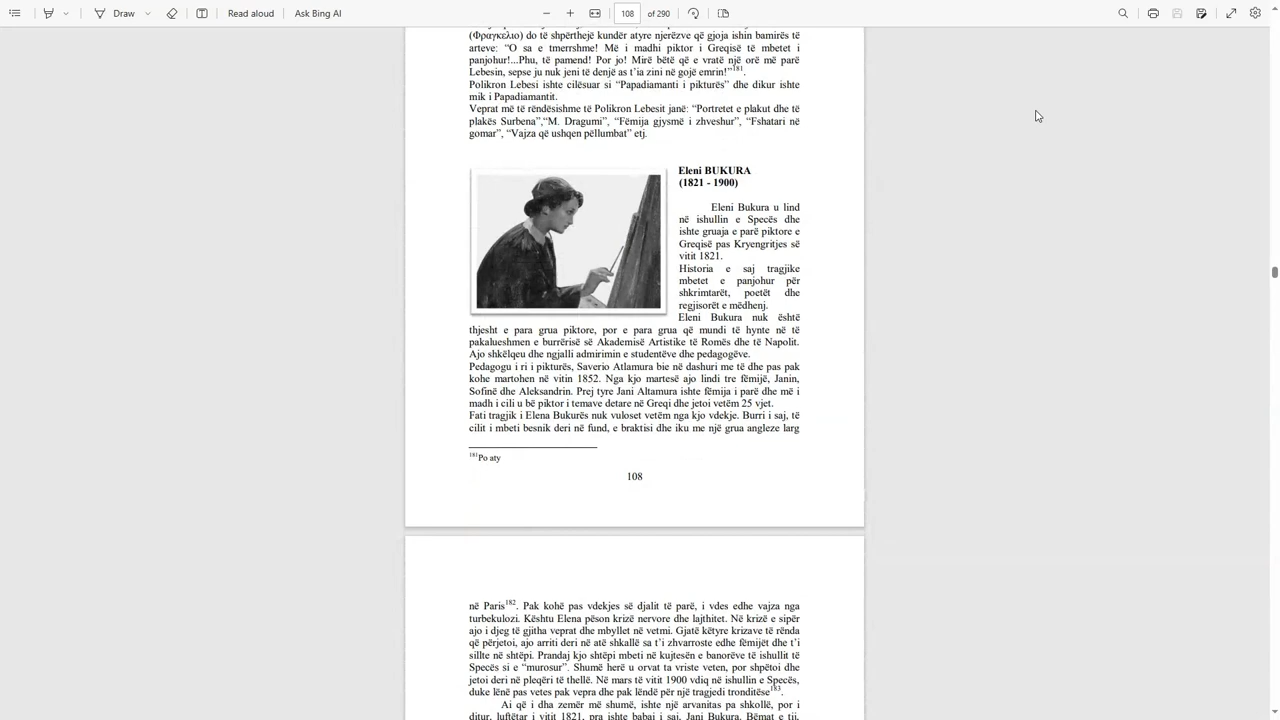 Draw
Read aloud
Ask Bing AI
108 of 290
do të shpërthejë kundër atyre njerëzve që gjoja ishin bamirës të
arteve: “O sa e tmerrshme! Më i madhi piktor i Greqisë të mbetet i
panjohur!...Phu, të pamend! Por jo! Mirë bëtë që e vratë një orë më parë
Lebesin, sepse ju nuk jeni të denjë as t’ia zini në gojë emrin!”181.
Polikron Lebesi ishte cilësuar si “Papadiamanti i pikturës” dhe dikur ishte
mik i Papadiamantit.
Veprat më të rëndësishme të Polikron Lebesit janë: “Portretet e plakut dhe të
plakës Surbena”,“M. Dragumi”, “Fëmija gjysmë i zhveshur”, “Fshatari në
gomar”, “Vajza që ushqen pëllumbat” etj.
Eleni BUKURA
(1821 - 1900)
Eleni Bukura u lind
në ishullin e Specës dhe
ishte gruaja e parë piktore e
Greqisë pas Kryengritjes së
vitit 1821.
Historia e saj tragjike
mbetet e panjohur për
shkrimtarët, poetët dhe
regjisorët e mëdhenj.
Eleni Bukura nuk është
thjesht e para grua piktore, por e para grua që mundi të hynte në të
pakalueshmen e burrërisë së Akademisë Artistike të Romës dhe të Napolit.
Ajo shkëlqeu dhe ngjalli admirimin e studentëve dhe pedagogëve.
Pedagogu i ri i pikturës, Saverio Atlamura bie në dashuri me të dhe pas pak
kohe martohen në vitin 1852. Nga kjo martesë ajo lindi tre fëmijë, Janin,
Sofinë dhe Aleksandrin. Prej tyre Jani Altamura ishte fëmija i parë dhe më i
madh i cili u bë piktor i temave detare në Greqi dhe jetoi vetëm 25 vjet.
Fati tragjik i Elena Bukurës nuk vuloset vetëm nga kjo vdekje. Burri i saj, të
cilit i mbeti besnik deri në fund, e braktisi dhe iku me një grua angleze larg
181Po aty
108
në Paris182. Pak kohë pas vdekjes së djalit të parë, i vdes edhe vajza nga
turbekulozi. Kështu Elena pëson krizë nervore dhe lajthitet. Në krizë e sipër
ajo i djeg të gjitha veprat dhe mbyllet në vetmi. Gjatë këtyre krizave të rënda
që përjetoi, ajo arriti deri në atë shkallë sa t’i zhvarroste edhe fëmijët dhe t’i
sillte në shtëpi. Prandaj kjo shtëpi mbeti në kujtesën e banorëve të ishullit të
Specës si e “murosur”. Shumë herë u orvat ta vriste veten, por shpëtoi dhe
jetoi deri në pleqëri të thellë. Në mars të vitit 1900 vdiq në ishullin e Specës,
duke lënë pas vetes pak vepra dhe pak lëndë për një tragjedi tronditëse183.
Ai që i dha zemër më shumë, ishte një arvanitas pa shkollë, por i
ditur, luftëtar i vitit 1821, pra ishte babai i saj, Jani Bukura. Bëmat e tij,